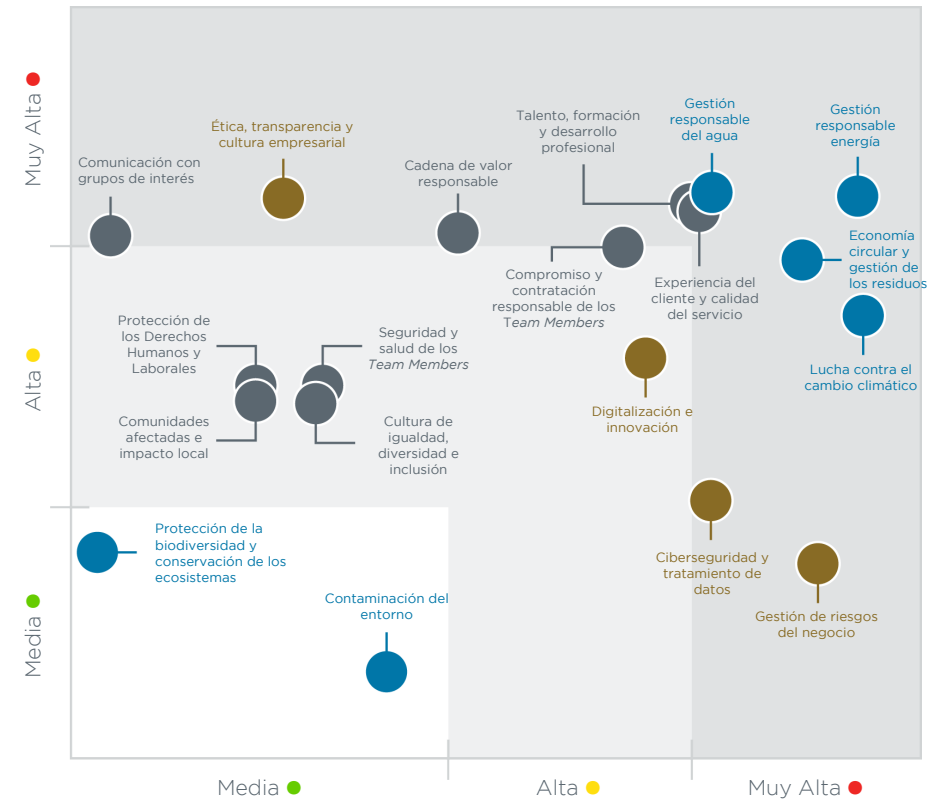 Muy Alta
Alta
Media
Comunicación con
grupos de interés
Ética, transparencia y
cultura empresarial
Cadena de valor
responsable
Talento, formación
y desarrollo
profesional
Gestión
responsable
del agua
Gestión
responsable
energía
Economía
circular y
gestión de
los residuos
Compromiso y
contratación
responsable de los
Team Members
Experiencia del
cliente y calidad
del servicio
Lucha contra el
cambio climático
Protección de
los Derechos
Humanos y
Laborales
Seguridad y
salud de los
Team Members
Comunidades
afectadas e
impacto local
Cultura de
igualdad,
diversidad e
inclusión
Digitalización e
innovación
Protección de la
biodiversidad y
conservación de los
ecosistemas
Contaminación del
entorno
Ciberseguridad y
tratamiento de
datos
Gestión de riesgos
del negocio
Media
Alta
Muy Alta